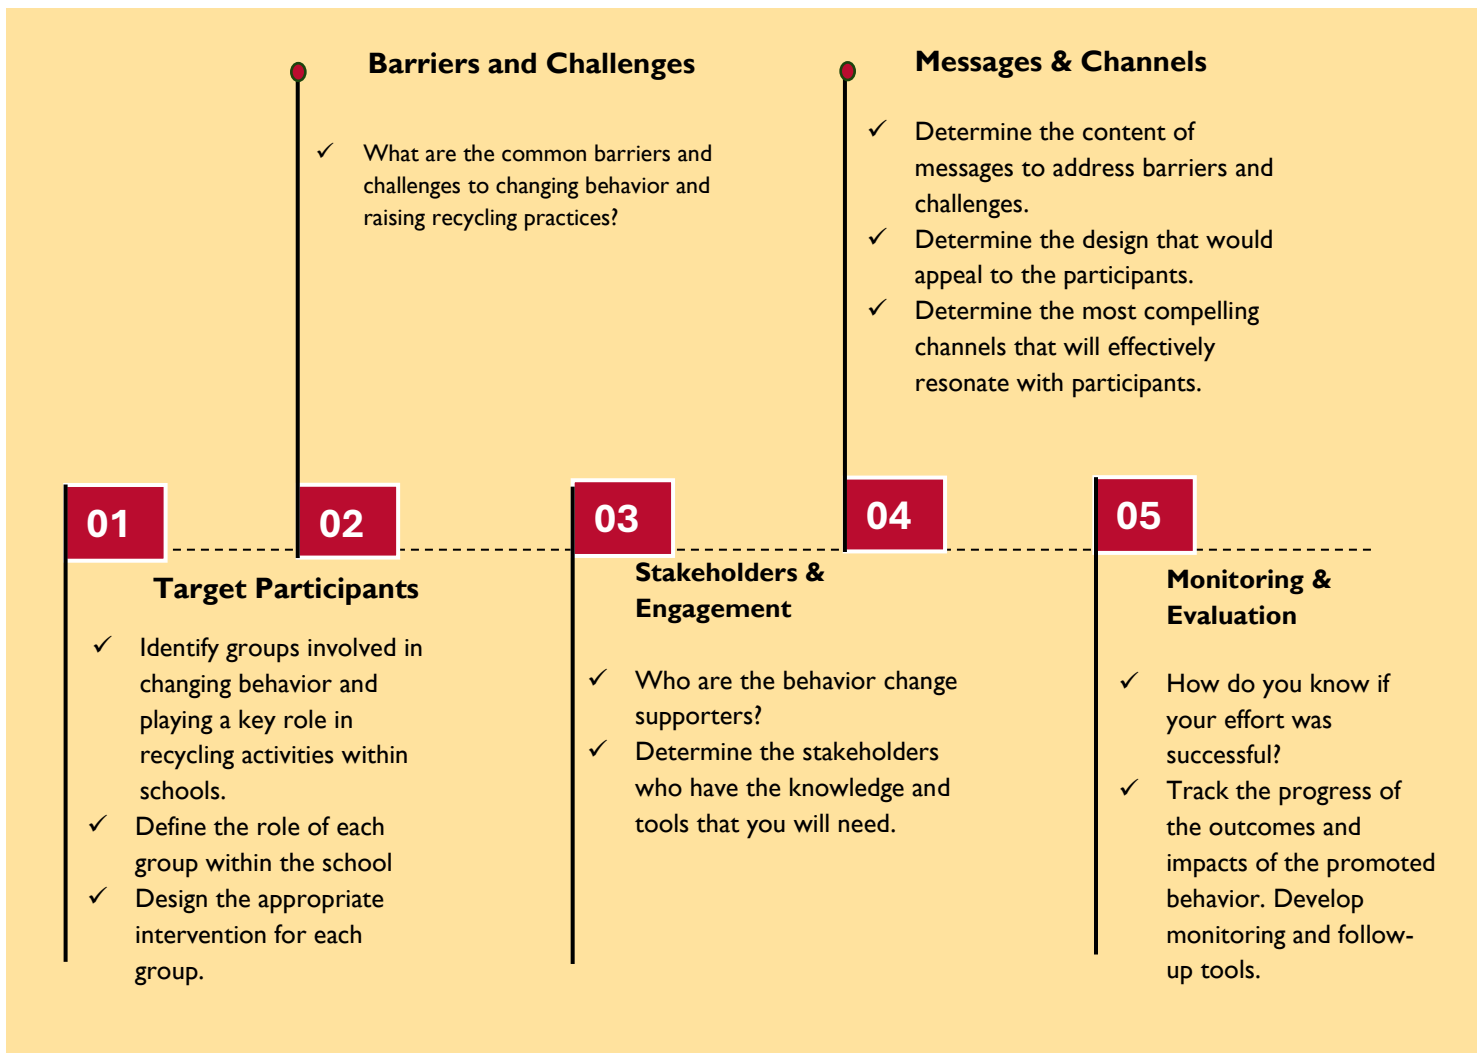 01
Target Participants
✓ Identify groups involved in
changing behavior and
playing a key role in
recycling activities within
schools.
✓ Define the role of each
group within the school
✓ Design the appropriate
intervention for each
group.
02
Barriers and Challenges
✓ What are the common barriers and
challenges to changing behavior and
raising recycling practices?
03
Stakeholders &
Engagement
✓ Who are the behavior change
supporters?
✓ Determine the stakeholders
who have the knowledge and
tools that you will need.
04
Messages & Channels
✓ Determine the content of
messages to address barriers and
challenges.
✓ Determine the design that would
appeal to the participants.
✓ Determine the most compelling
channels that will effectively
resonate with participants.
05
Monitoring &
Evaluation
✓ How do you know if
your effort was
successful?
✓ Track the progress of
the outcomes and
impacts of the promoted
behavior. Develop
monitoring and follow-
up tools.